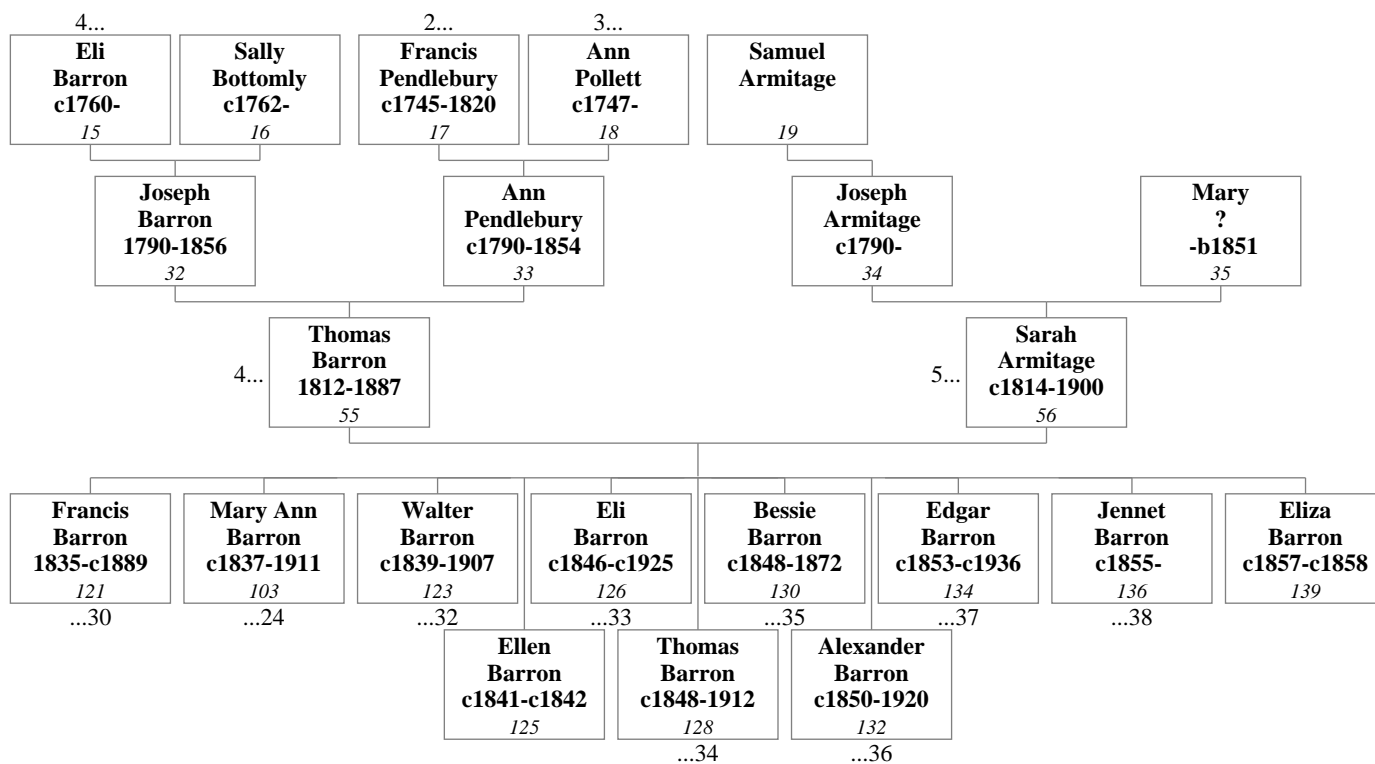 4...
2...
3...
Eli
Barron
c1760-
15
Sally
Bottomly
c1762-
16
Francis
Pendlebury
c1745-1820
17
Ann
Pollett
c1747-
18
Samuel
Armitage
19
Joseph
Barron
1790-1856
32
Ann
Pendlebury
c1790-1854
33
Joseph
Armitage
c1790-
34
Mary
?
-b1851
35
4...
Thomas
Barron
1812-1887
55
5...
Sarah
Armitage
c1814-1900
56
Francis
Barron
1835-c1889
121
...30
Mary Ann
Barron
c1837-1911
103
...24
Walter
Barron
c1839-1907
123
...32
Eli
Barron
c1846-c1925
126
...33
Bessie
Barron
c1848-1872
130
...35
Edgar
Barron
c1853-c1936
134
...37
Jennet
Barron
c1855-
136
...38
Eliza
Barron
c1857-c1858
139
Ellen
Barron
c1841-c1842
125
Thomas
Barron
c1848-1912
128
...34
Alexander
Barron
c1850-1920
132
...36